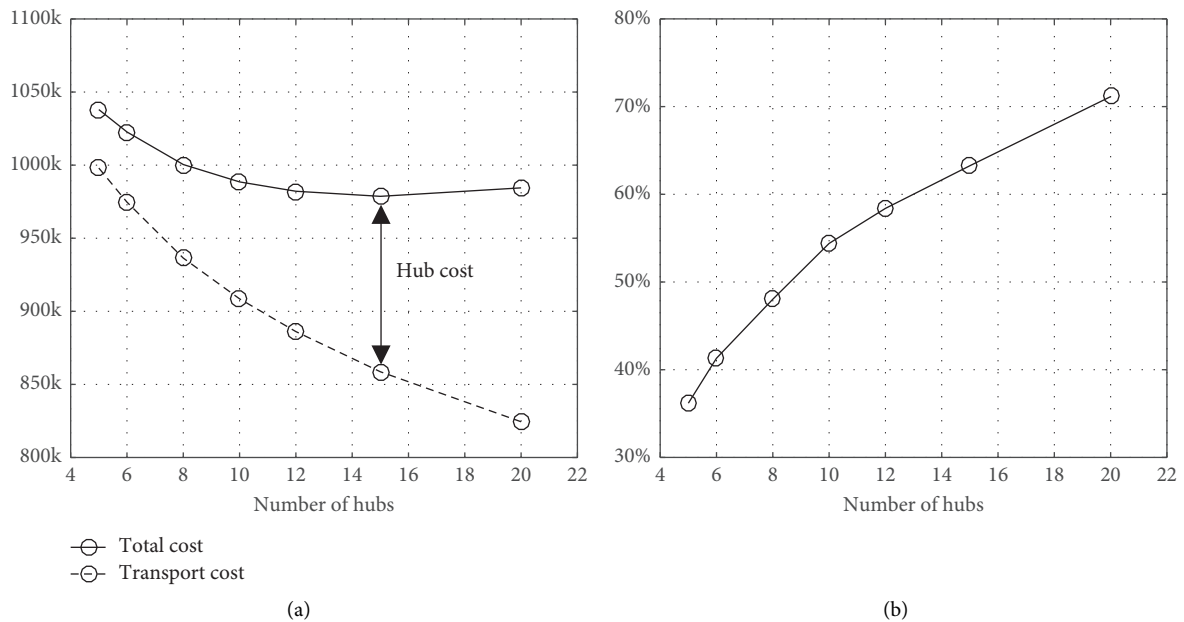 1100k
1050k
1000k
950k
900k
850k
800k
4 6 8 10 12 14 16 18 20 22
Number of hubs
Hub cost
Total cost
Transport cost
(a)
80%
70%
60%
50%
40%
30%
4 6 8 10 12 14 16 18 20 22
Number of hubs
(b)